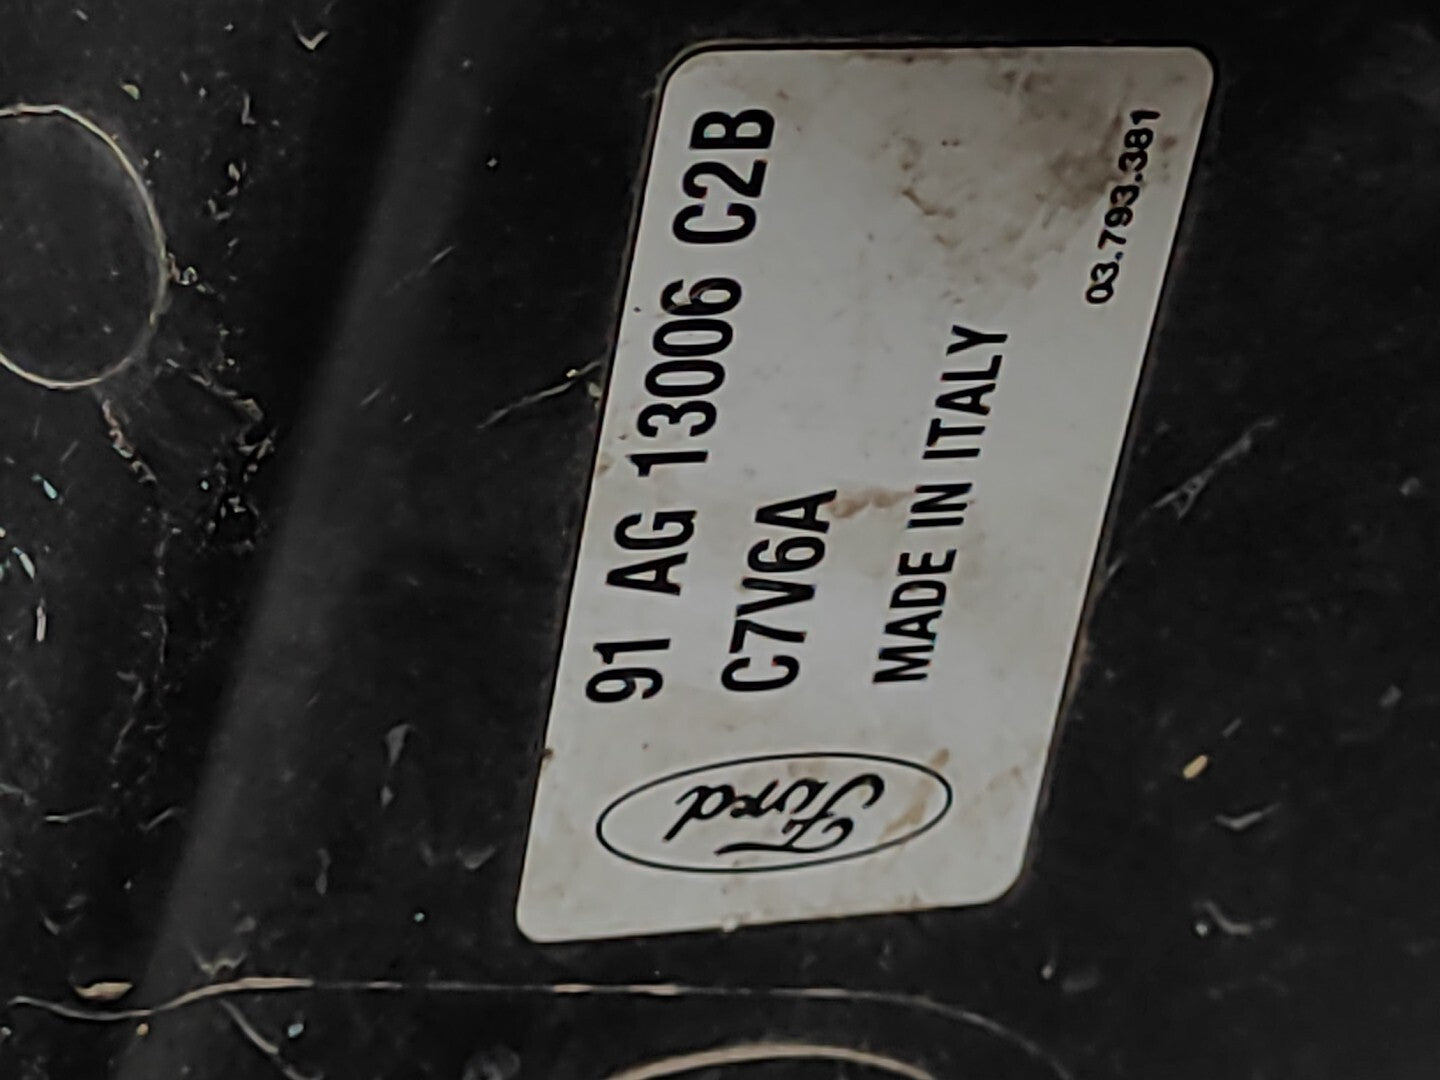 91 AG 13006 C2B
C7V6A
MADE IN ITALY
03.793.381
Ford